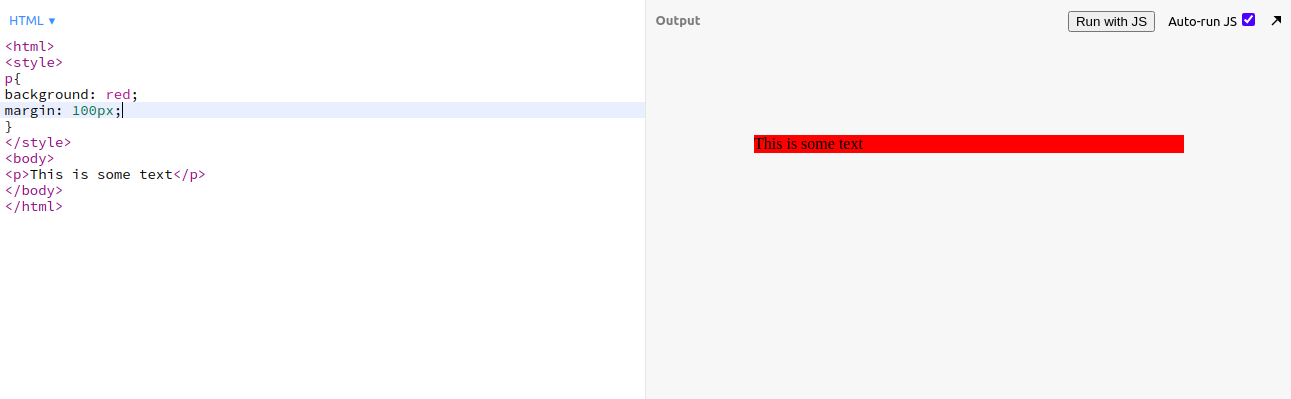 HTML ▾
<html>
<style>
p{
background: red;
margin: 100px;
}
</style>
<body>
<p>This is some text</p>
</body>
</html>
Output
Run with JS
Auto-run JS
This is some text